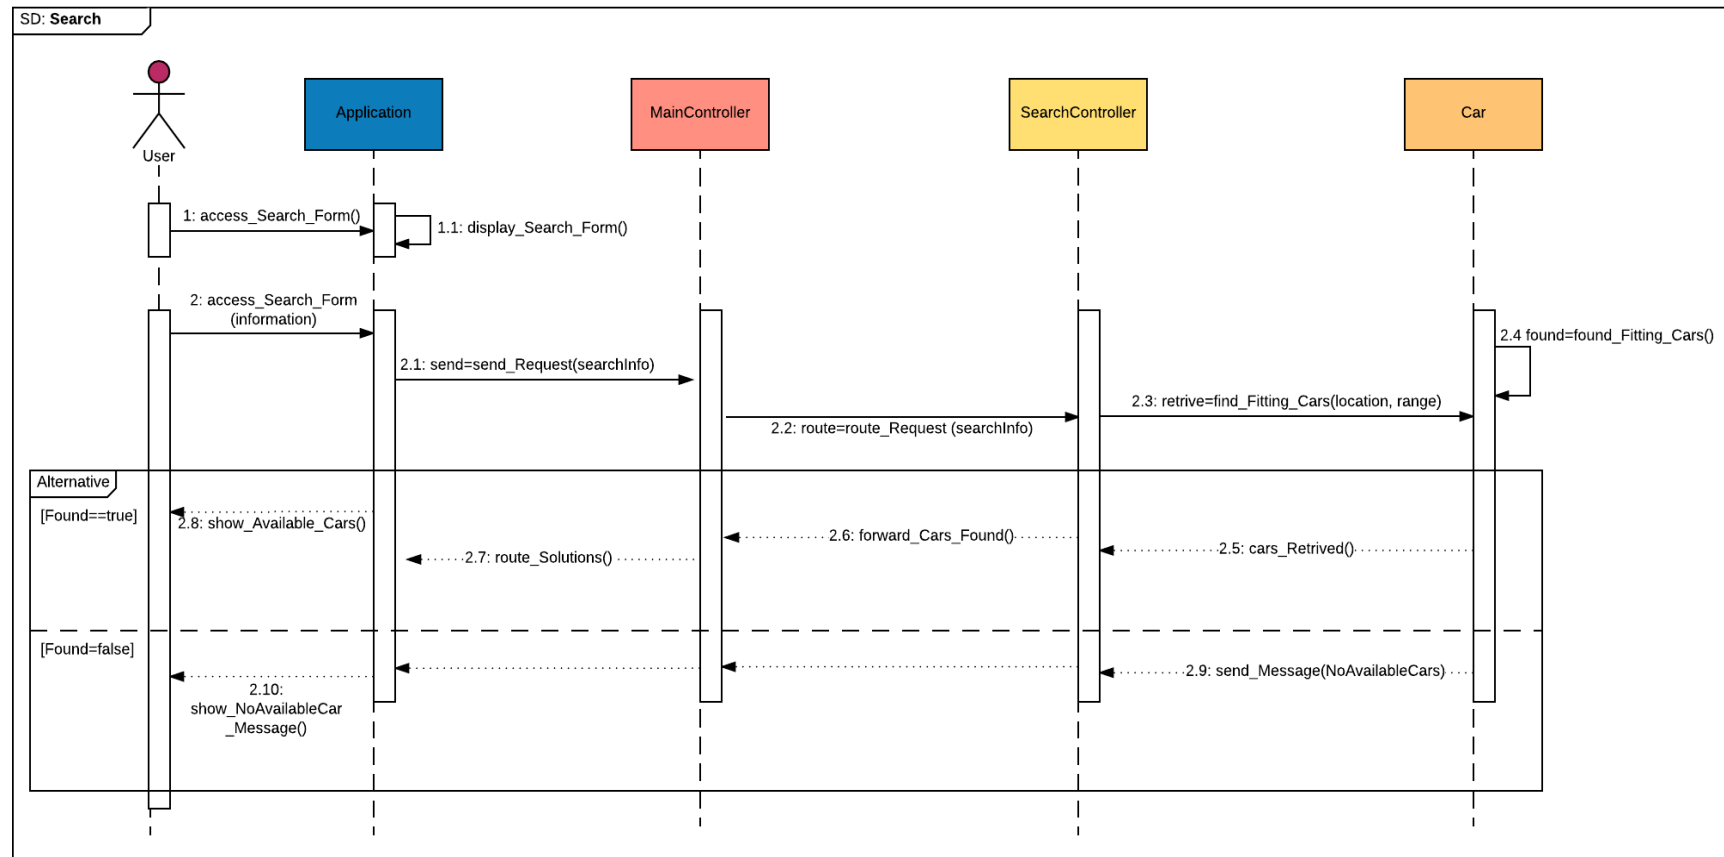 SD: Search
User
Application
MainController
SearchController
Car
1: access_Search_Form()
1.1: display_Search_Form()
2: access_Search_Form
(information)
2.1: send=send_Request(searchInfo)
2.2: route=route_Request (searchInfo)
2.3: retrive=find_Fitting_Cars(location, range)
2.4 found=found_Fitting_Cars()
Alternative
[Found==true]
2.8: show_Available_Cars()
2.7: route_Solutions()
2.6: forward_Cars_Found()
2.5: cars_Retrived()
[Found=false]
2.9: send_Message(NoAvailableCars)
2.10:
show_NoAvailableCar
_Message()